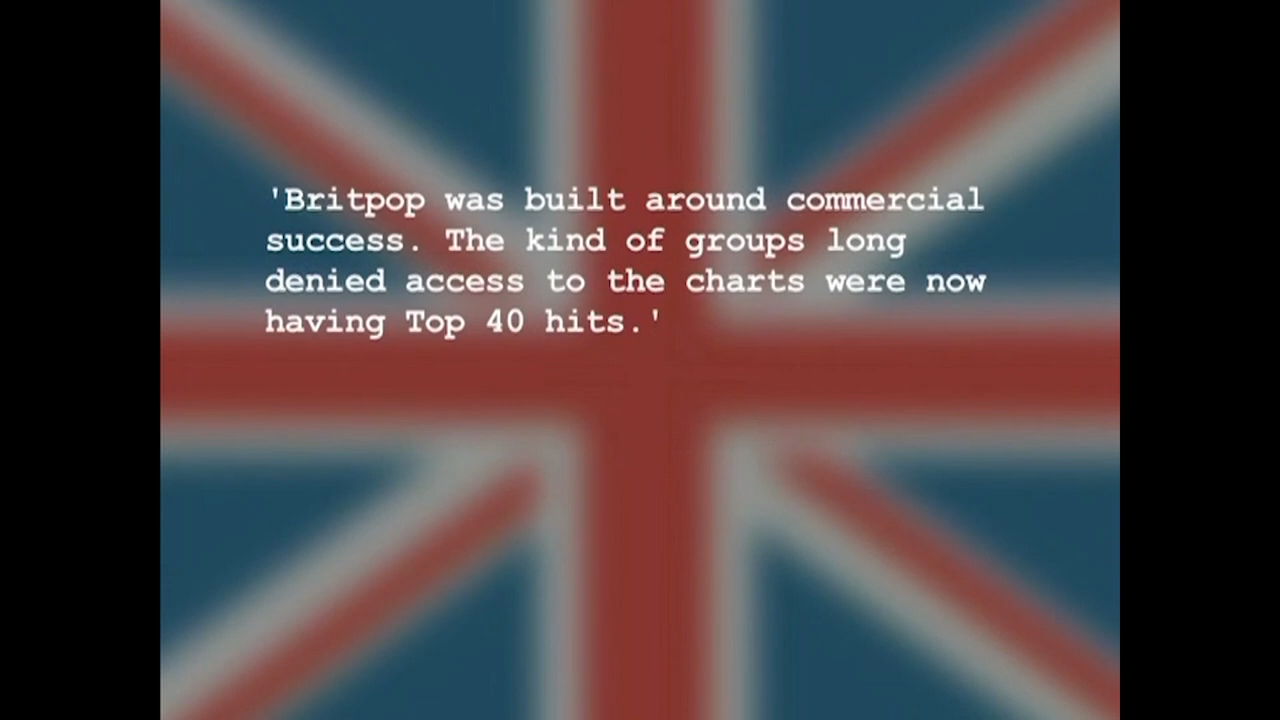 'Britpop was built around commercial
success. The kind of groups long
denied access to the charts were now
having Top 40 hits.'